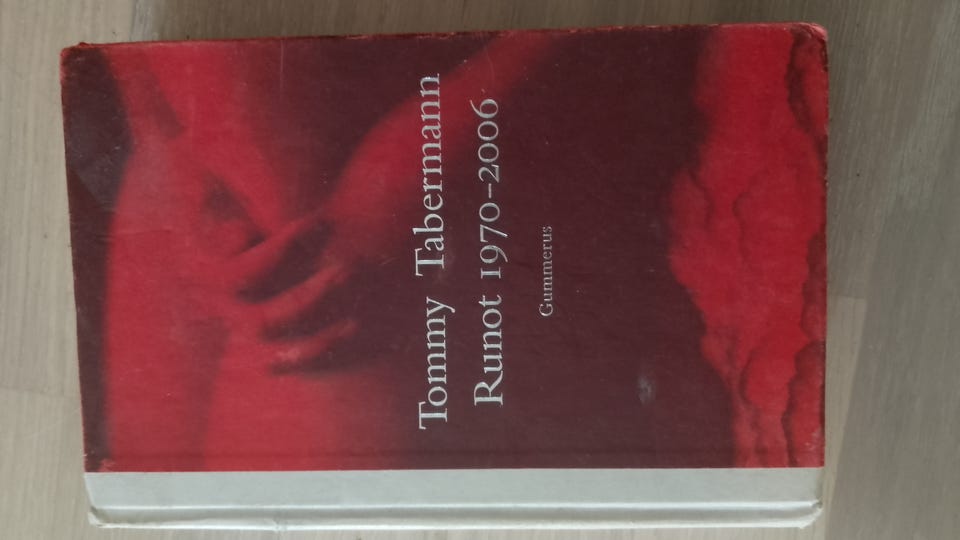 Tommy Tabermann
Runot 1970–2006
Gummerus